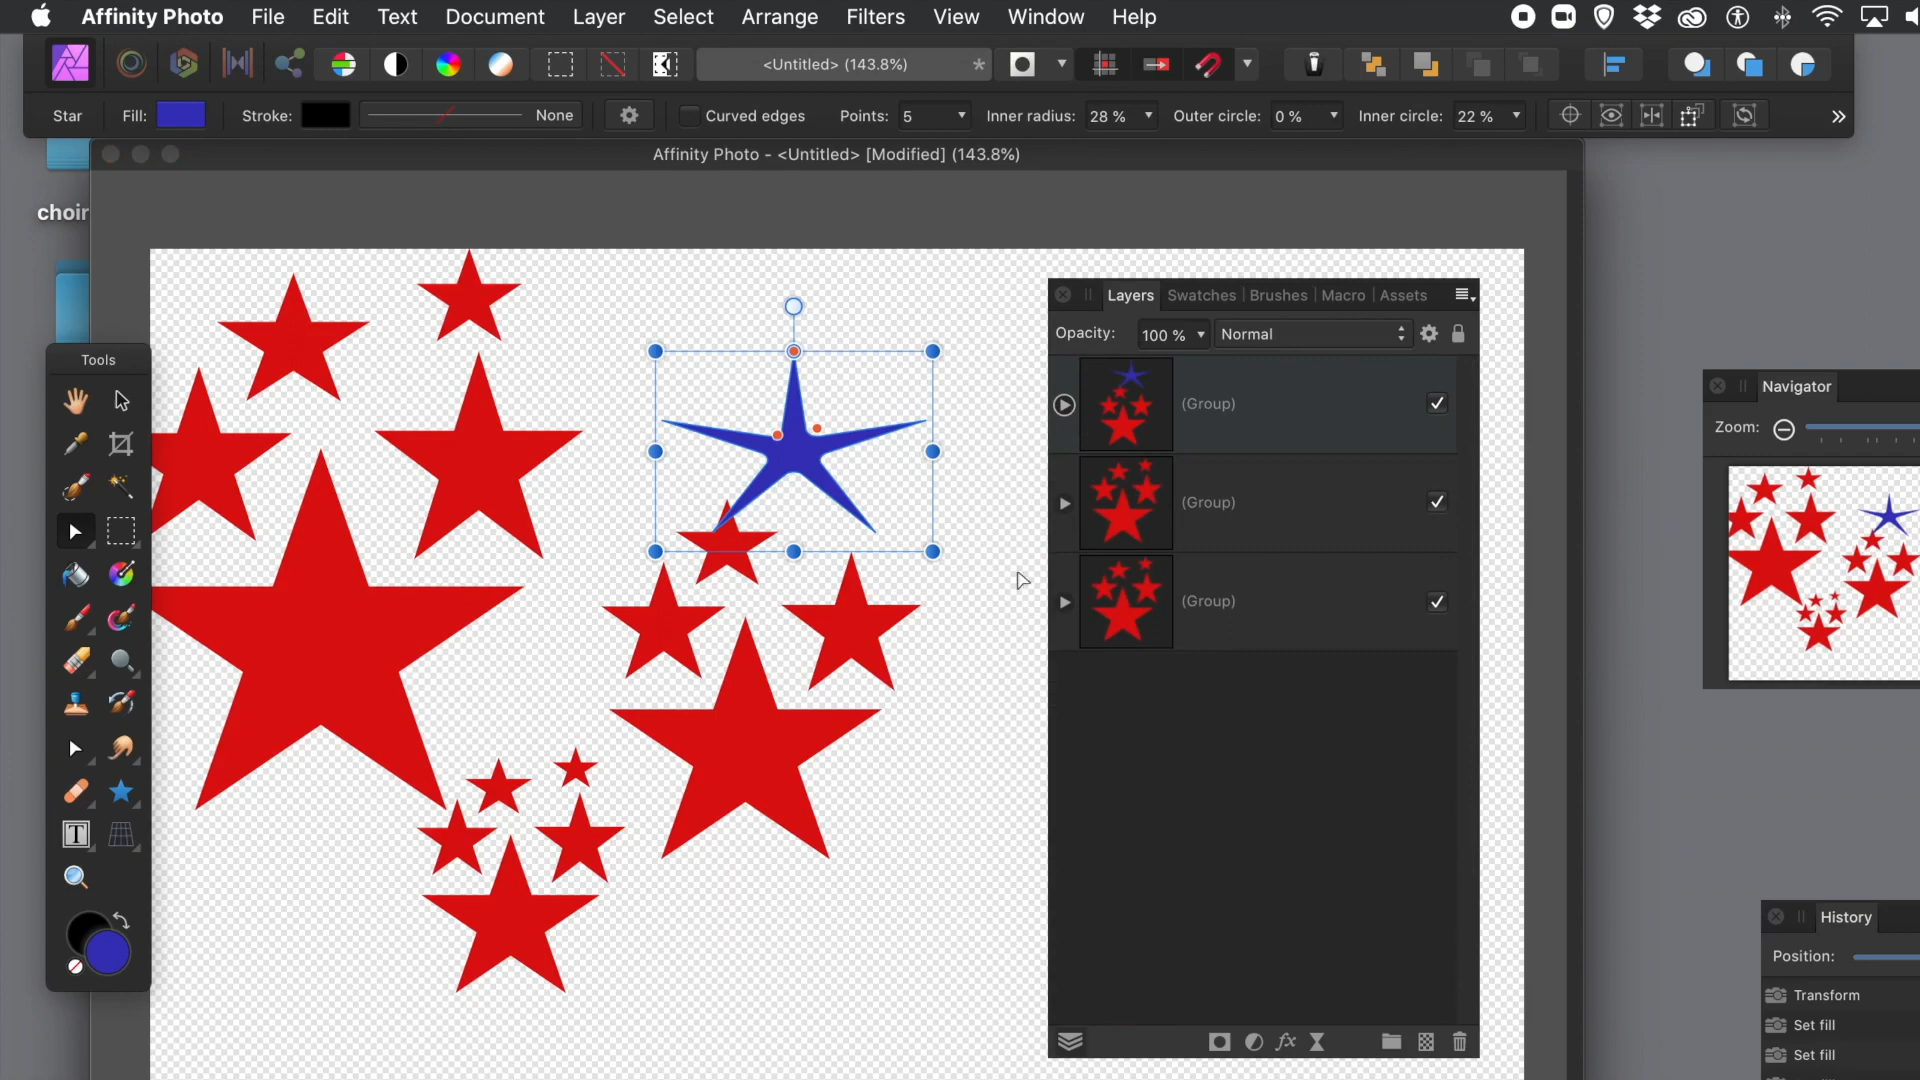 Affinity Photo File Edit Text Document Layer Select Arrange Filters View Window Help
<Untitled> (143.8%) *
Star Fill: Stroke: None Curved edges Points: 5 Inner radius: 28 % Outer circle: 0 % Inner circle: 22 % »
Affinity Photo - <Untitled> [Modified] (143.8%)
choir
Layers Swatches Brushes Macro Assets
Opacity: 100 % Normal
Tools
Navigator
(Group)
Zoom:
(Group)
(Group)
History
Position:
Transform
Set fill
Set fill